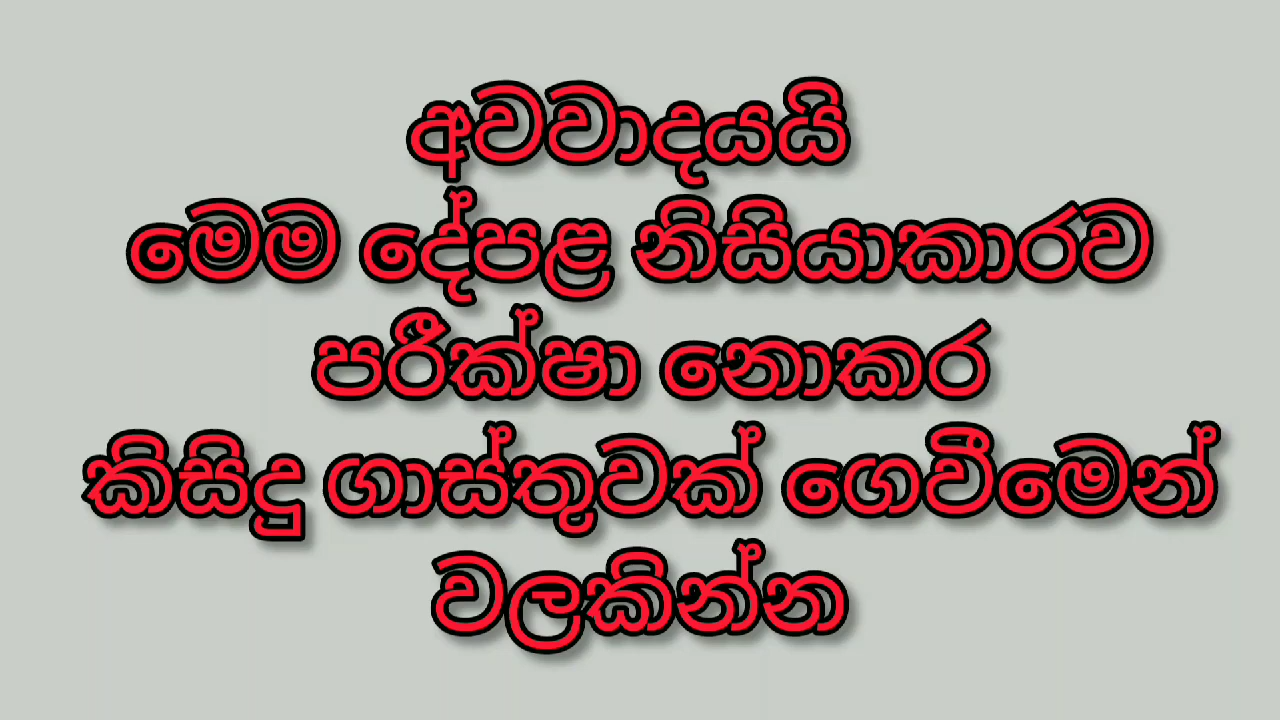 අවවාදයයි
මෙම දේපළ නිසියාකාරව
පරීක්ෂා නොකර
කිසිදු ගාස්තුවක් ගෙවීමෙන්
වලකින්න